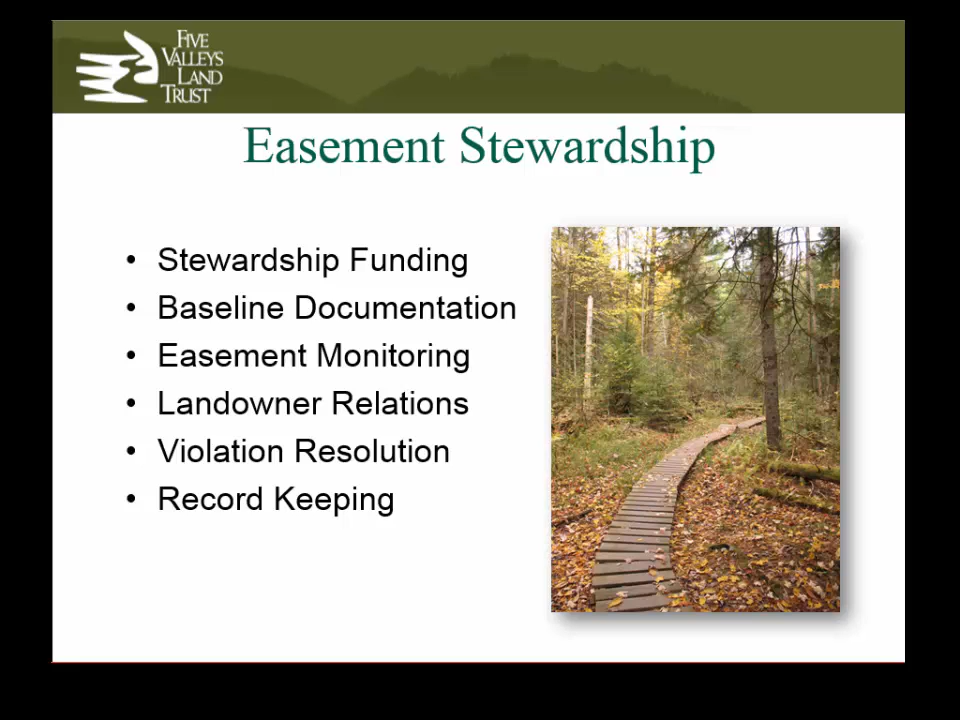 FIVE
VALLEYS
LAND
TRUST
Easement Stewardship
• Stewardship Funding
• Baseline Documentation
• Easement Monitoring
• Landowner Relations
• Violation Resolution
• Record Keeping